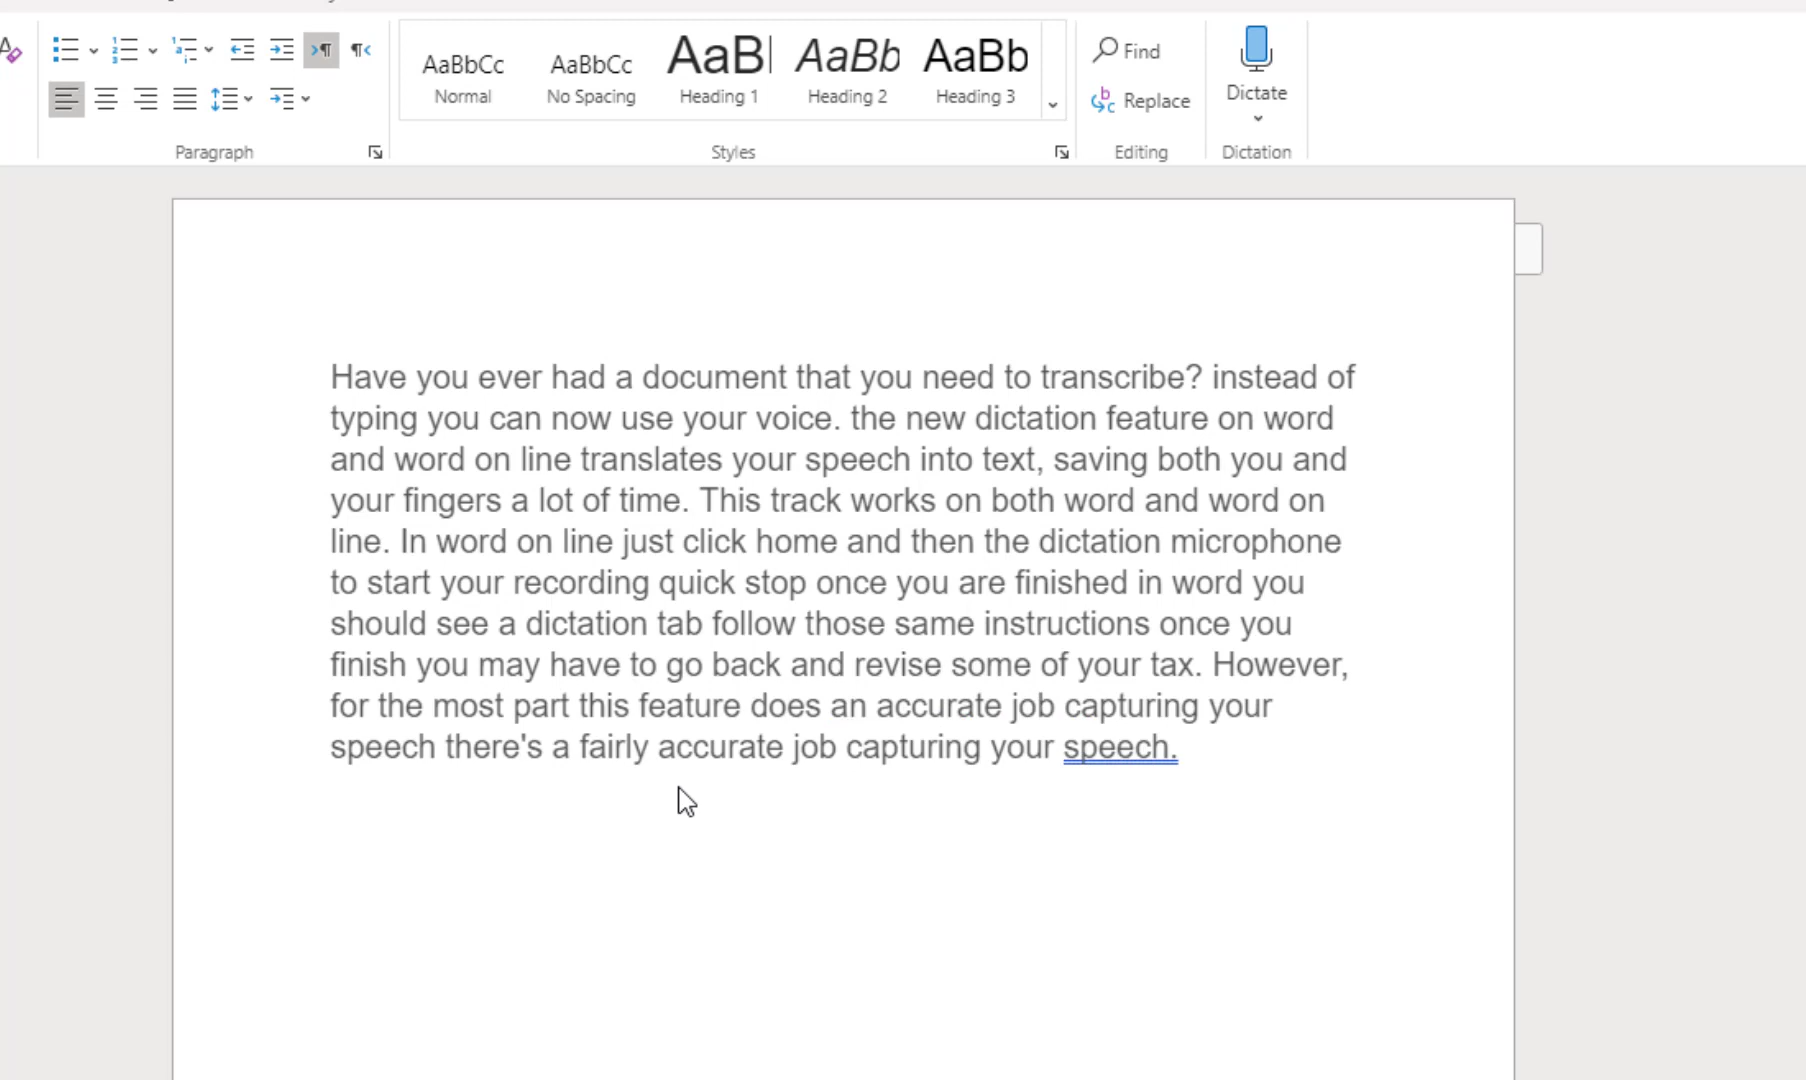 Find
AaBbCc AaBbCc AaB AaBb AaBb
Normal No Spacing Heading 1 Heading 2 Heading 3
Replace
Dictate
Paragraph Styles Editing Dictation
Have you ever had a document that you need to transcribe? instead of
typing you can now use your voice. the new dictation feature on word
and word on line translates your speech into text, saving both you and
your fingers a lot of time. This track works on both word and word on
line. In word on line just click home and then the dictation microphone
to start your recording quick stop once you are finished in word you
should see a dictation tab follow those same instructions once you
finish you may have to go back and revise some of your tax. However,
for the most part this feature does an accurate job capturing your
speech there's a fairly accurate job capturing your speech.